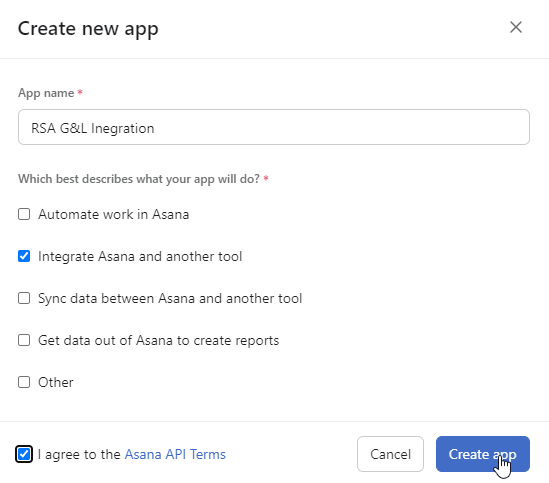 Create new app
App name *
RSA G&L Inegration
Which best describes what your app will do? *
Automate work in Asana
Integrate Asana and another tool
Sync data between Asana and another tool
Get data out of Asana to create reports
Other
I agree to the Asana API Terms
Cancel
Create app